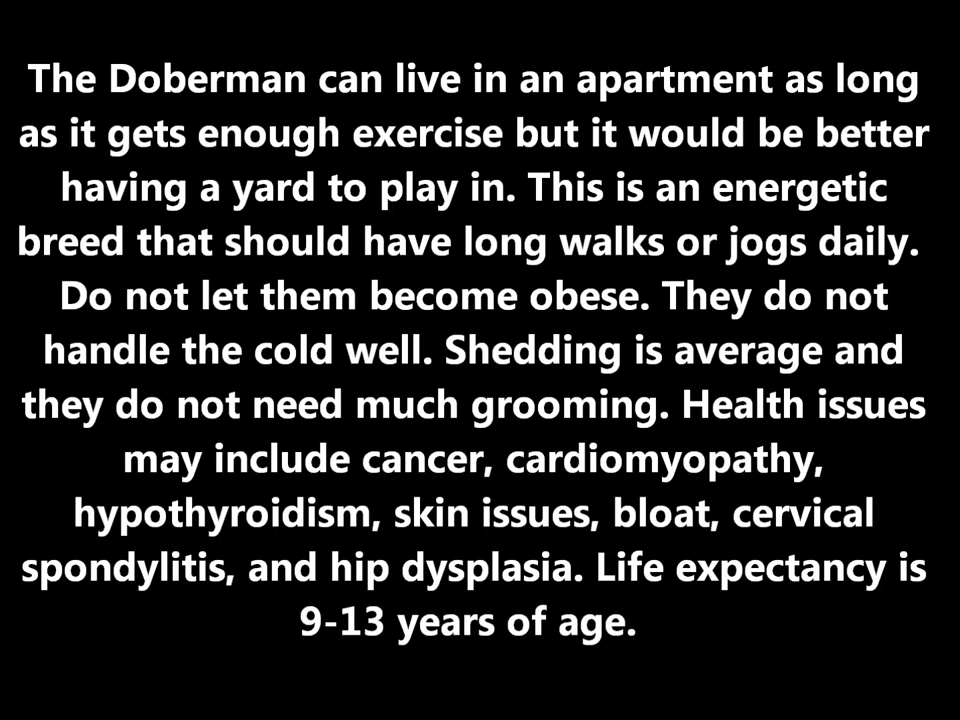 The Doberman can live in an apartment as long
as it gets enough exercise but it would be better
having a yard to play in. This is an energetic
breed that should have long walks or jogs daily.
Do not let them become obese. They do not
handle the cold well. Shedding is average and
they do not need much grooming. Health issues
may include cancer, cardiomyopathy,
hypothyroidism, skin issues, bloat, cervical
spondylitis, and hip dysplasia. Life expectancy is
9-13 years of age.